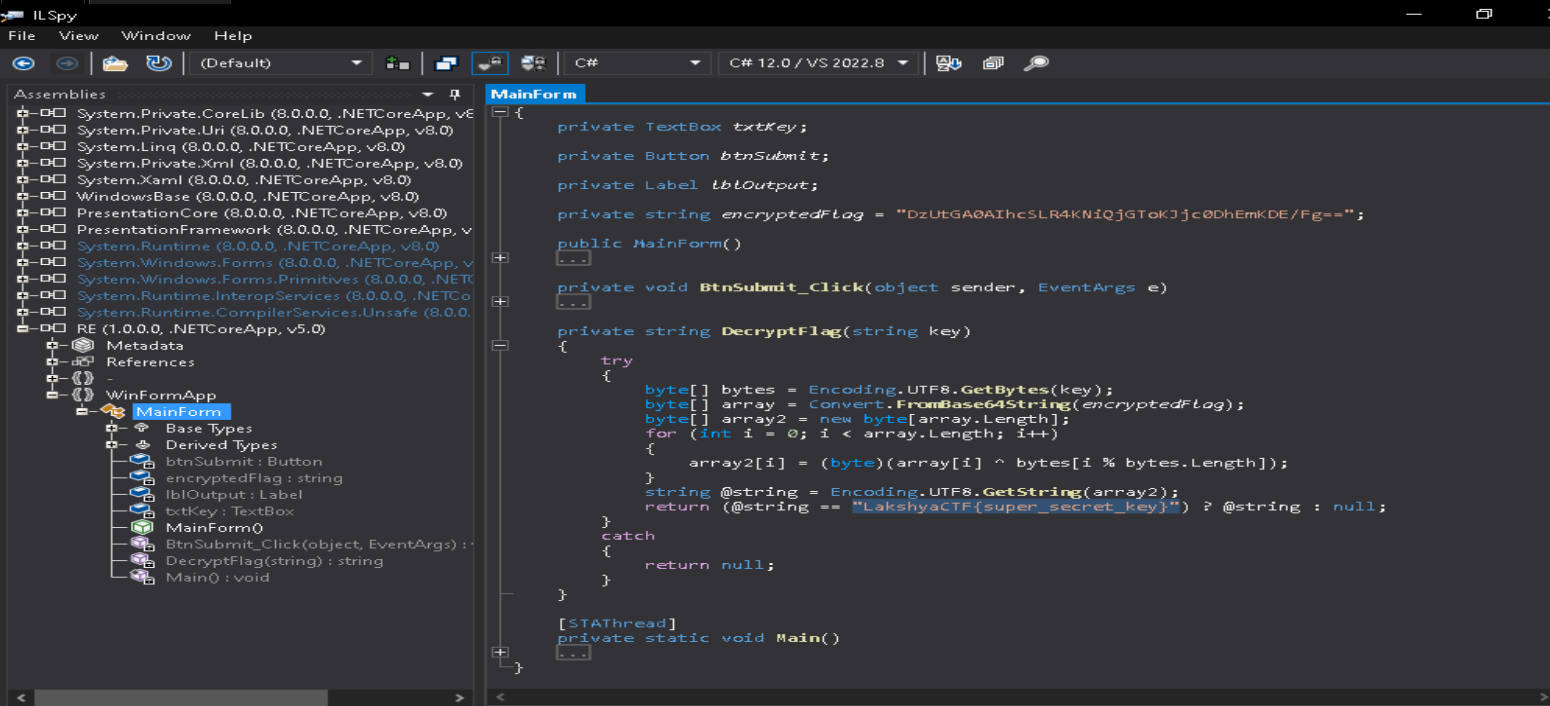 ILSpy
File View Window Help
(Default) C# C# 12.0 / VS 2022.8
Assemblies
System.Private.CoreLib (8.0.0.0, .NETCoreApp, v8
System.Private.Uri (8.0.0.0, .NETCoreApp, v8.0)
System.Linq (8.0.0.0, .NETCoreApp, v8.0)
System.Private.Xml (8.0.0.0, .NETCoreApp, v8.0)
System.Xaml (8.0.0.0, .NETCoreApp, v8.0)
WindowsBase (8.0.0.0, .NETCoreApp, v8.0)
PresentationCore (8.0.0.0, .NETCoreApp, v8.0)
PresentationFramework (8.0.0.0, .NETCoreApp, v
System.Runtime (8.0.0.0, .NETCoreApp, v8.0)
System.Windows.Forms (8.0.0.0, .NETCoreApp, v
System.Windows.Forms.Primitives (8.0.0.0, .NET
System.Runtime.InteropServices (8.0.0.0, .NETCo
System.Runtime.CompilerServices.Unsafe (8.0.0.
RE (1.0.0.0, .NETCoreApp, v5.0)
Metadata
References
{} -
{} WinFormApp
MainForm
Base Types
Derived Types
btnSubmit : Button
encryptedFlag : string
lblOutput : Label
txtKey : TextBox
MainForm()
BtnSubmit_Click(object, EventArgs) :
DecryptFlag(string) : string
Main() : void
MainForm
{
private TextBox txtKey;
private Button btnSubmit;
private Label lblOutput;
private string encryptedFlag = "DzUtGA0AIhcSLR4KNiQjGToKJjc0DhEmKDE/Fg==";
public MainForm()
...
private void BtnSubmit_Click(object sender, EventArgs e)
...
private string DecryptFlag(string key)
{
try
{
byte[] bytes = Encoding.UTF8.GetBytes(key);
byte[] array = Convert.FromBase64String(encryptedFlag);
byte[] array2 = new byte[array.Length];
for (int i = 0; i < array.Length; i++)
{
array2[i] = (byte)(array[i] ^ bytes[i % bytes.Length]);
}
string @string = Encoding.UTF8.GetString(array2);
return (@string == "LakshyaCTF{super_secret_key}") ? @string : null;
}
catch
{
return null;
}
}
[STAThread]
private static void Main()
...
}